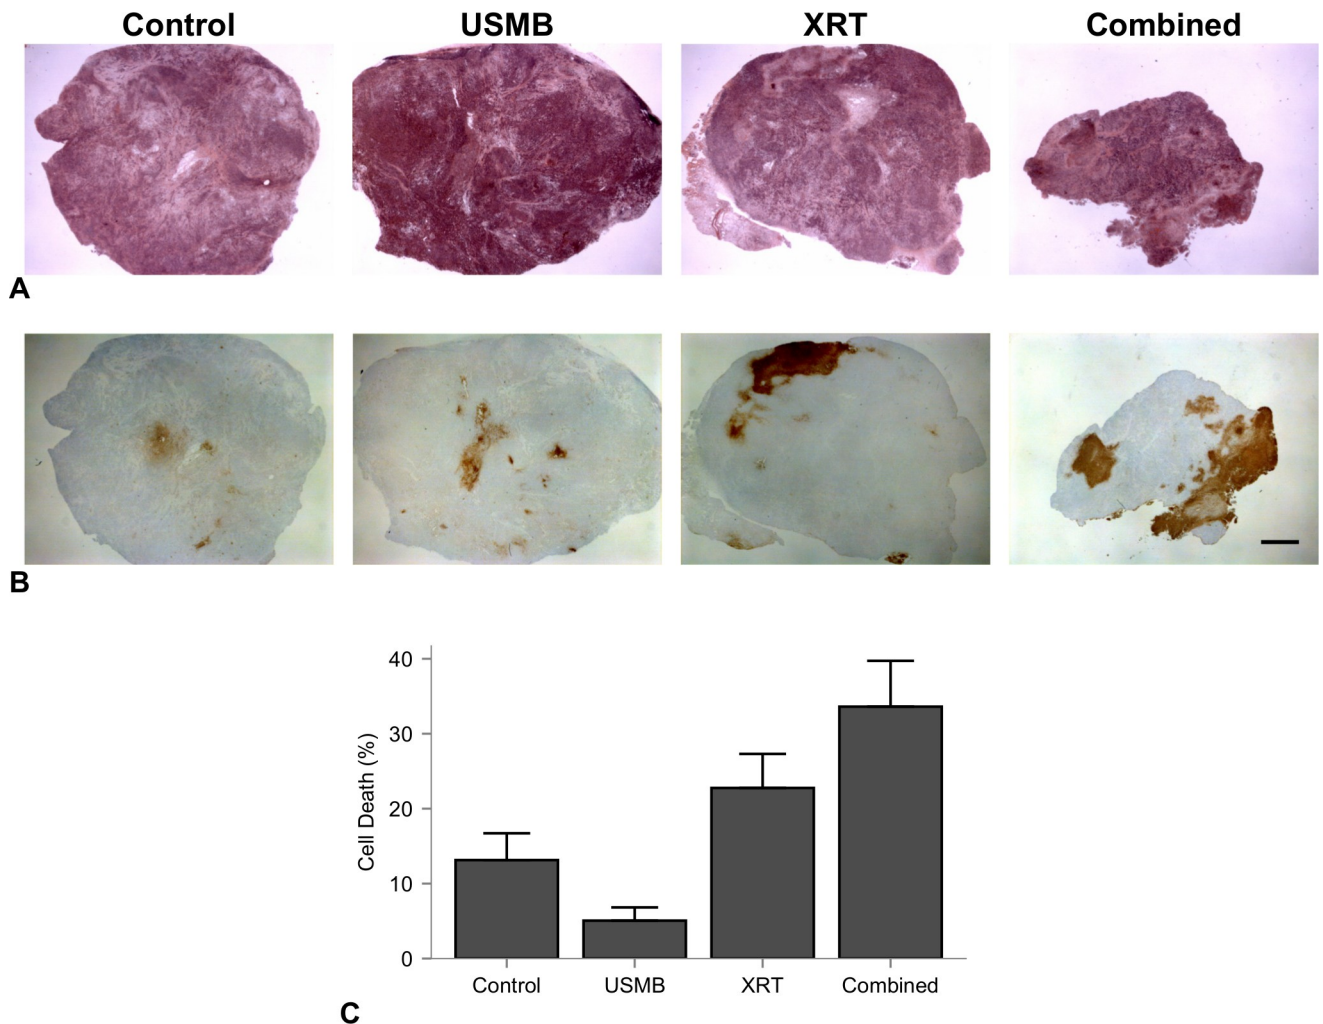 Control USMB XRT Combined
A
B
40
30
20
10
0
Cell Death (%)
Control USMB XRT Combined
C